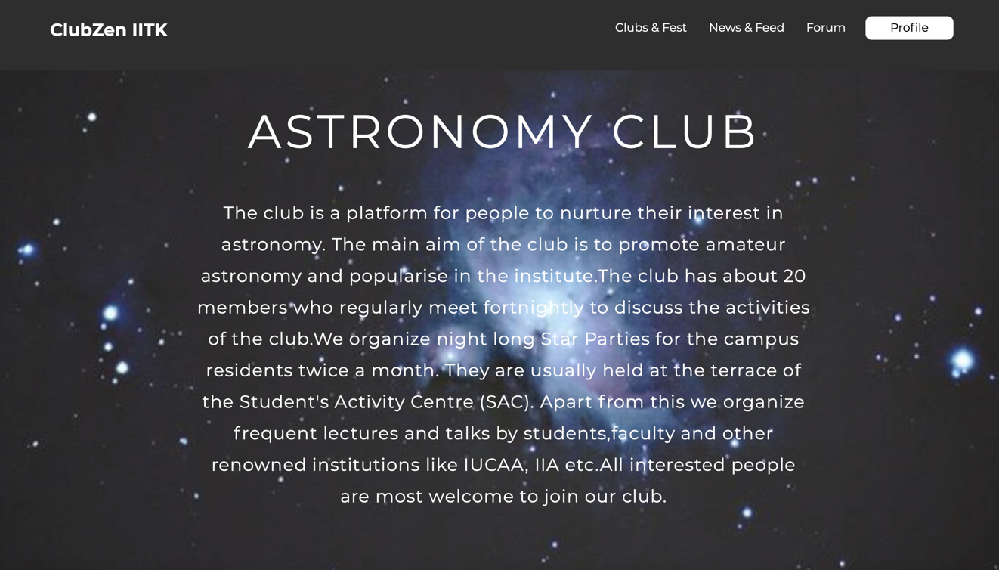 ClubZen IITK
Clubs & Fest
News & Feed
Forum
Profile
ASTRONOMY CLUB
The club is a platform for people to nurture their interest in
astronomy. The main aim of the club is to promote amateur
astronomy and popularise in the institute.The club has about 20
members who regularly meet fortnightly to discuss the activities
of the club.We organize night long Star Parties for the campus
residents twice a month. They are usually held at the terrace of
the Student's Activity Centre (SAC). Apart from this we organize
frequent lectures and talks by students,faculty and other
renowned institutions like IUCAA, IIA etc.All interested people
are most welcome to join our club.